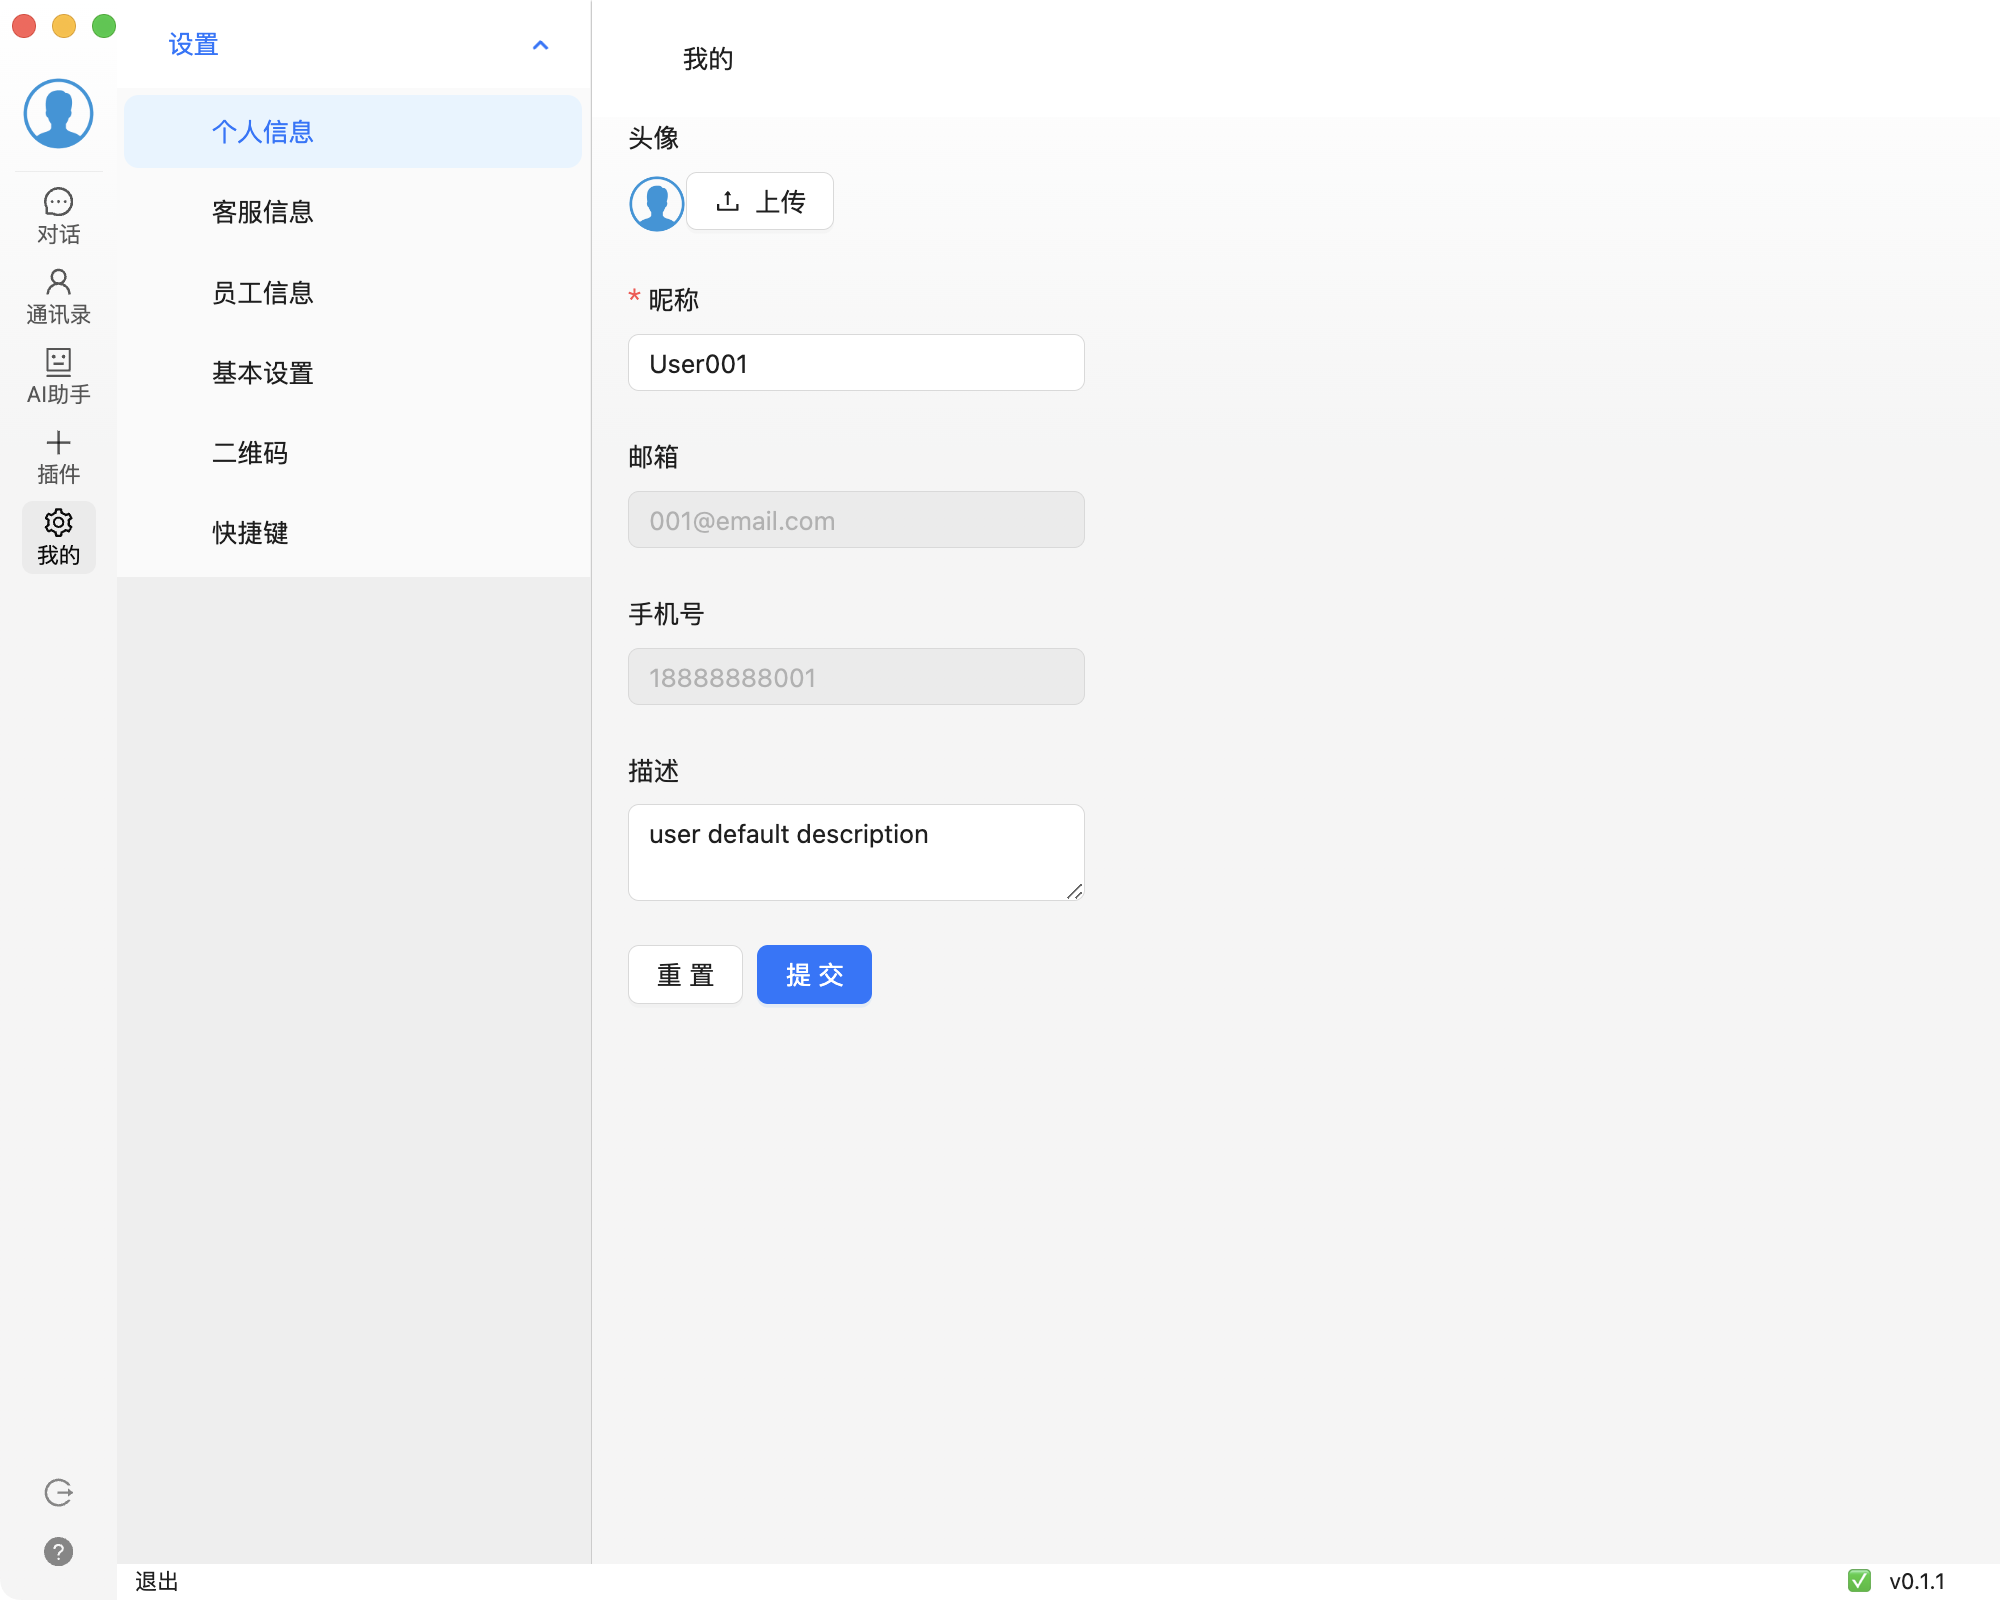 对话
通讯录
AI助手
插件
我的
设置
个人信息
客服信息
员工信息
基本设置
二维码
快捷键
我的
头像
上传
* 昵称
User001
邮箱
001@email.com
手机号
18888888001
描述
user default description
重 置
提 交
?
退出
✅ v0.1.1